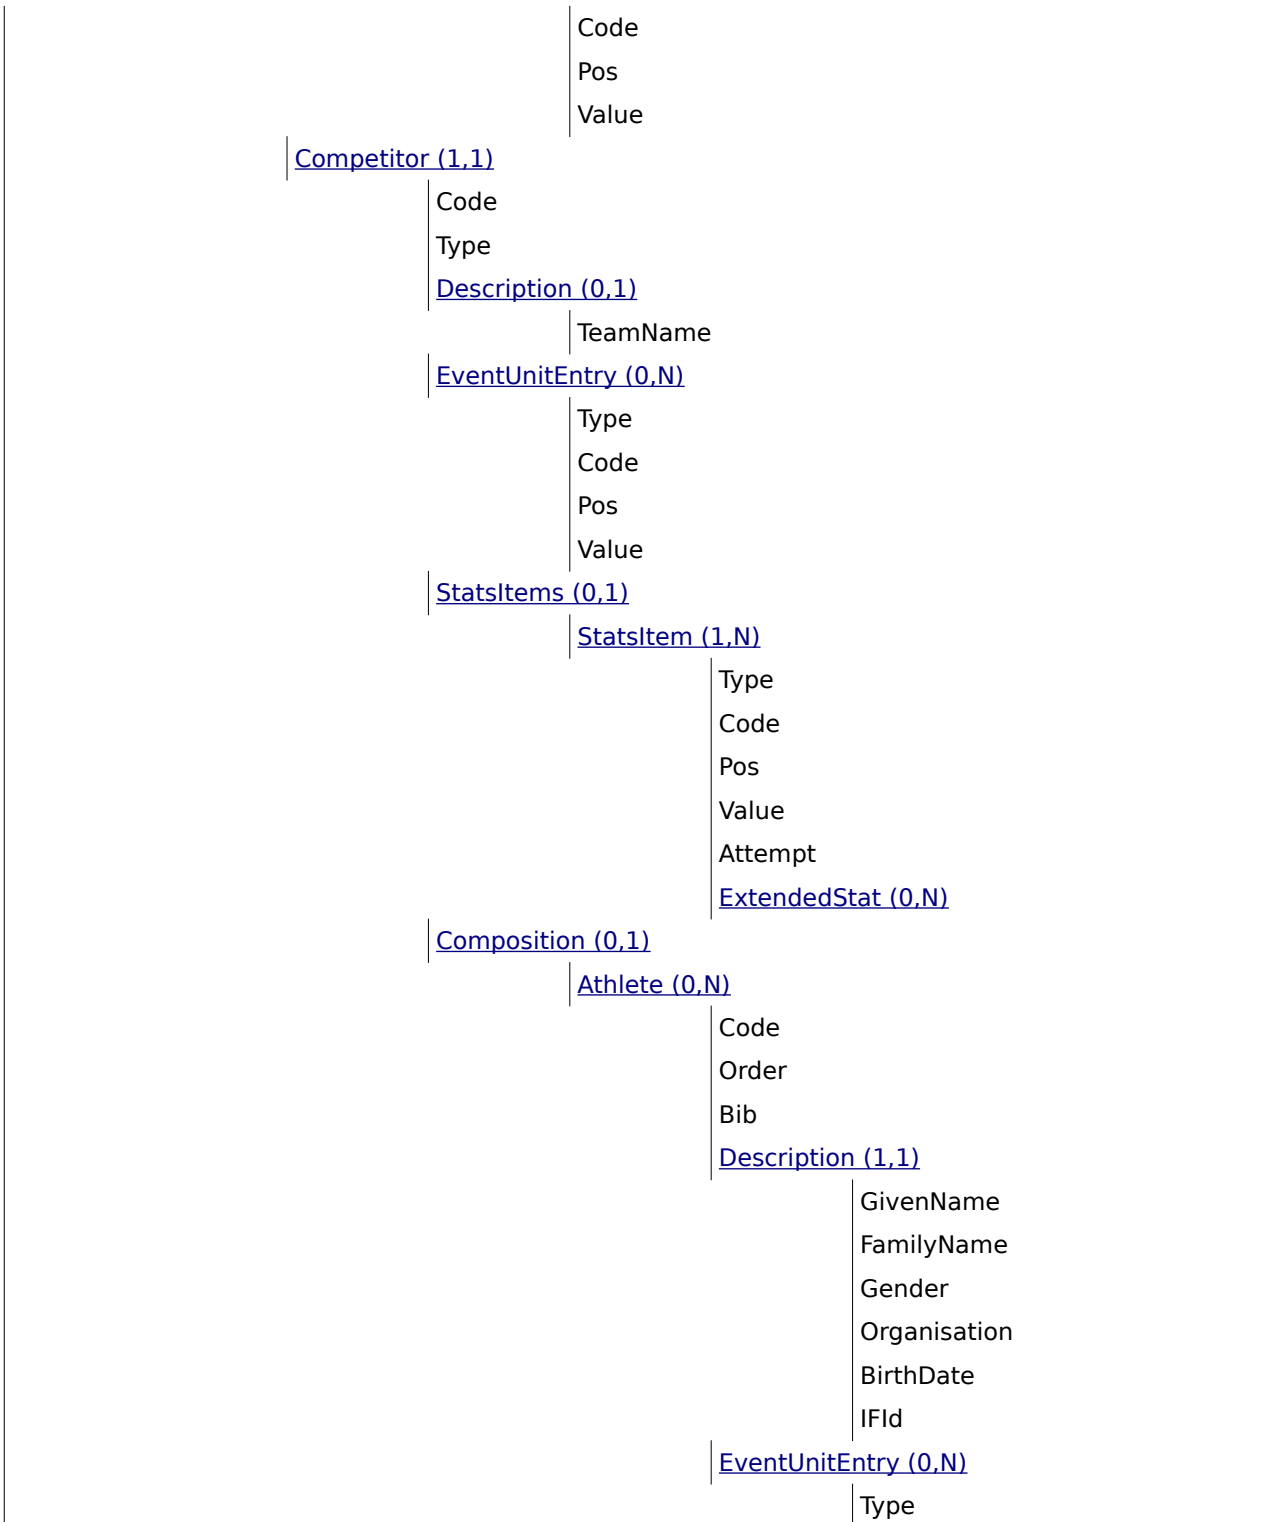 Code
Pos
Value
Competitor (1,1)
Code
Type
Description (0,1)
TeamName
EventUnitEntry (0,N)
Type
Code
Pos
Value
StatsItems (0,1)
StatsItem (1,N)
Type
Code
Pos
Value
Attempt
ExtendedStat (0,N)
Composition (0,1)
Athlete (0,N)
Code
Order
Bib
Description (1,1)
GivenName
FamilyName
Gender
Organisation
BirthDate
IFId
EventUnitEntry (0,N)
Type